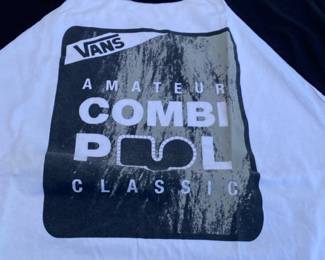 VANS
AMATEUR
COMBI
POOL
CLASSIC